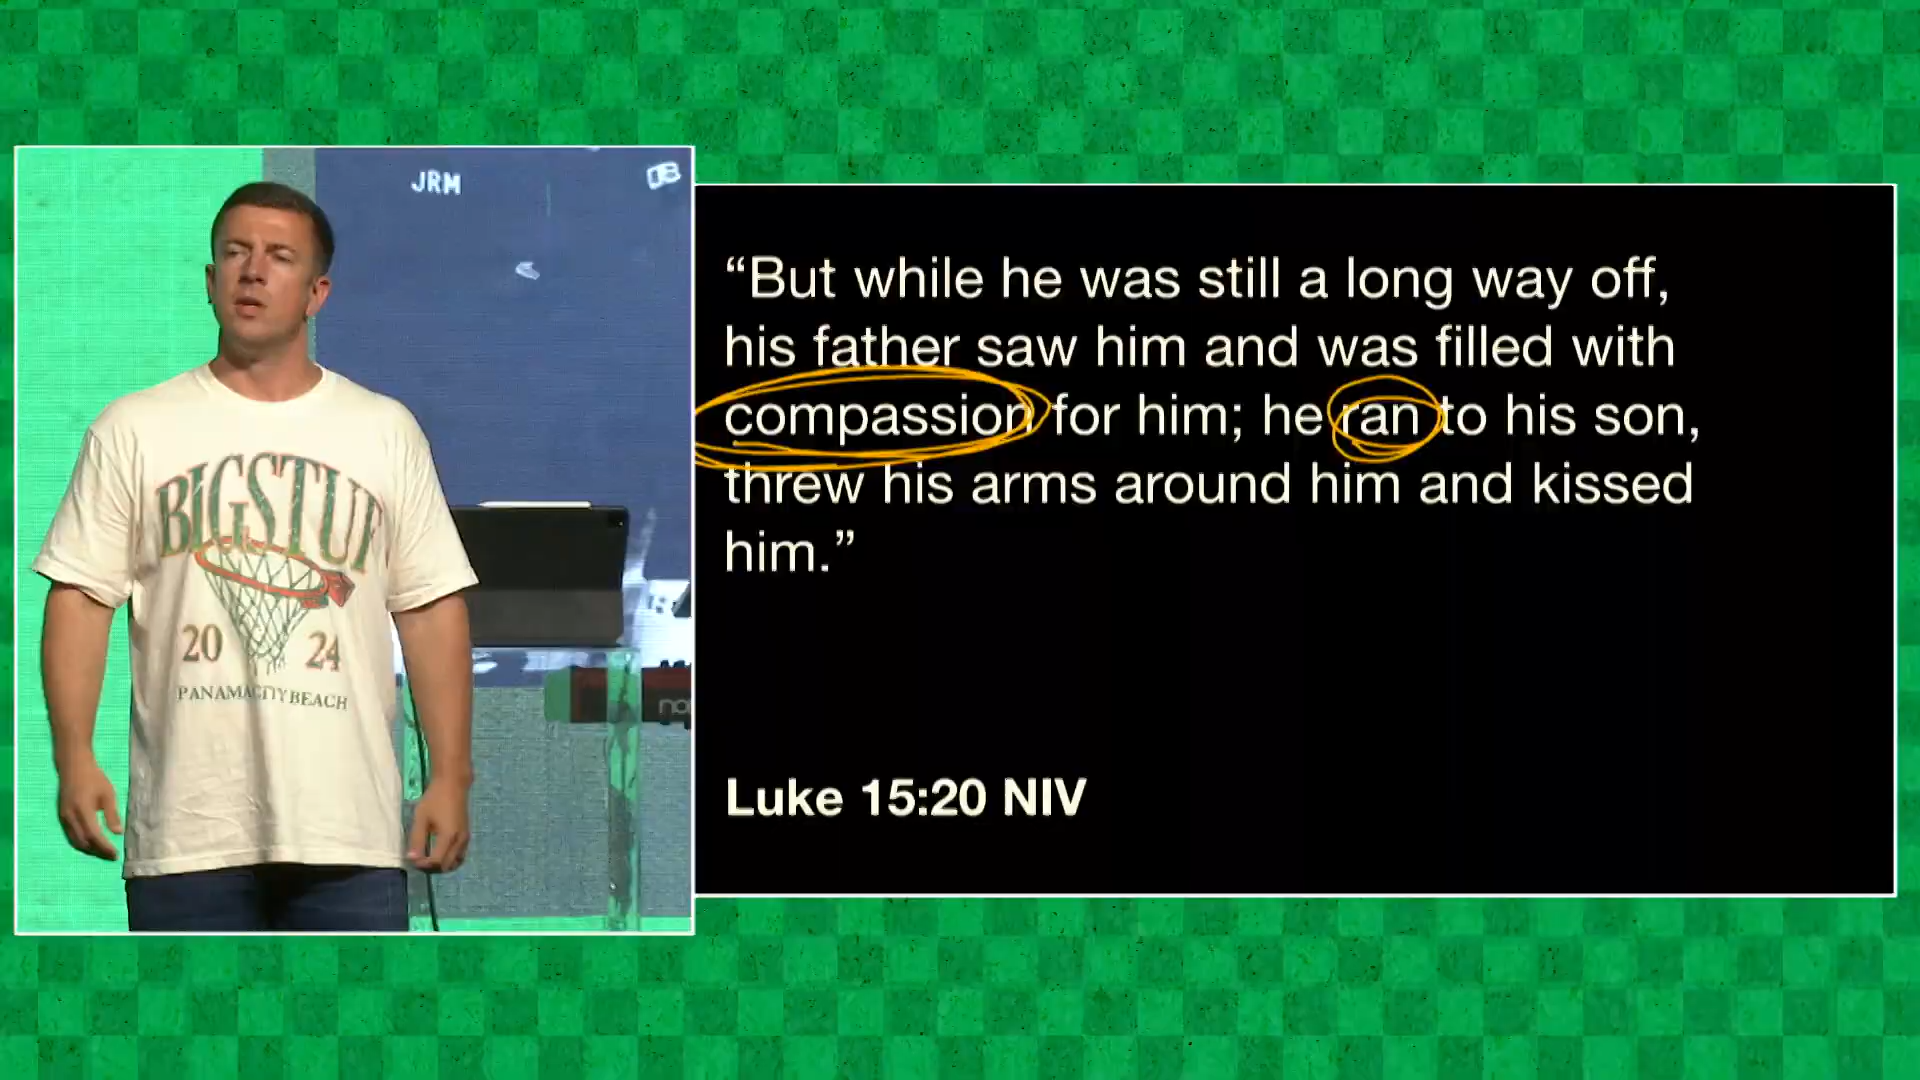 JRM
BIGSTUF
20 24
PANAMA CITY BEACH
“But while he was still a long way off,
his father saw him and was filled with
compassion for him; he ran to his son,
threw his arms around him and kissed
him.”
Luke 15:20 NIV